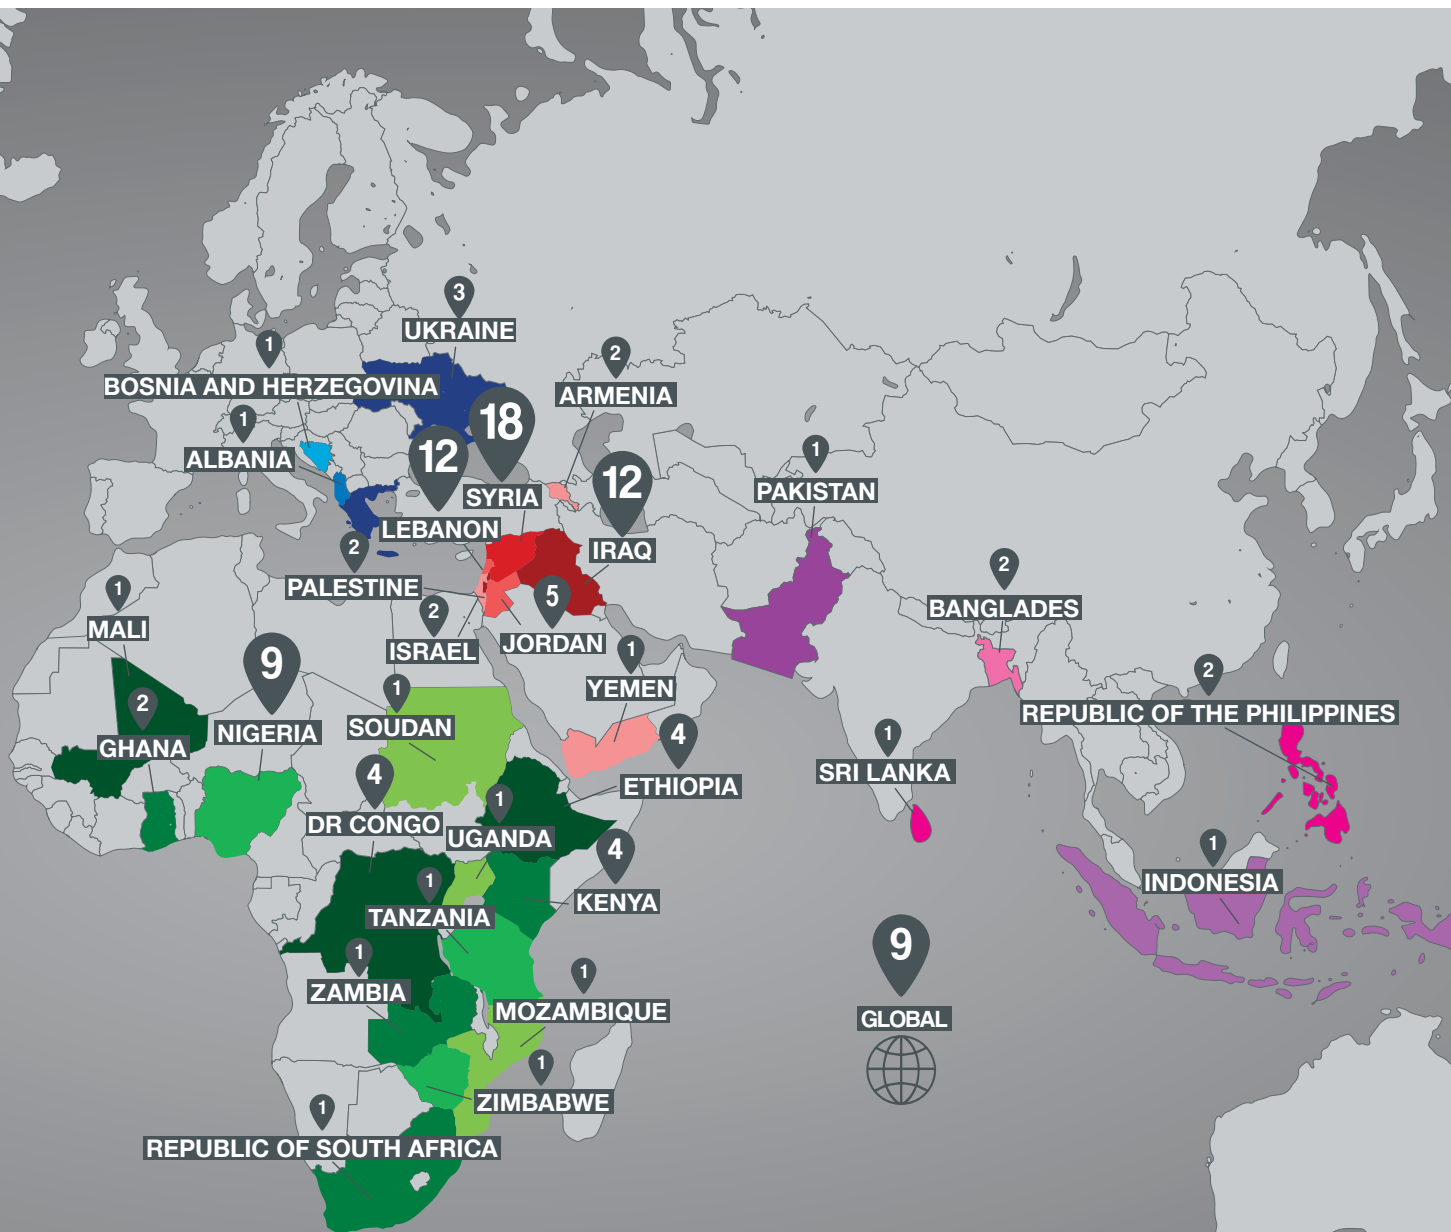 3
UKRAINE
1
BOSNIA AND HERZEGOVINA
2
ARMENIA
18
SYRIA
1
ALBANIA
12
LEBANON
12
IRAQ
1
PAKISTAN
2
PALESTINE
5
JORDAN
2
ISRAEL
2
BANGLADES
1
MALI
9
NIGERIA
1
YEMEN
2
REPUBLIC OF THE PHILIPPINES
2
GHANA
1
SOUDAN
4
ETHIOPIA
1
SRI LANKA
4
DR CONGO
1
UGANDA
4
KENYA
1
INDONESIA
1
TANZANIA
9
GLOBAL
1
ZAMBIA
1
MOZAMBIQUE
1
ZIMBABWE
1
REPUBLIC OF SOUTH AFRICA